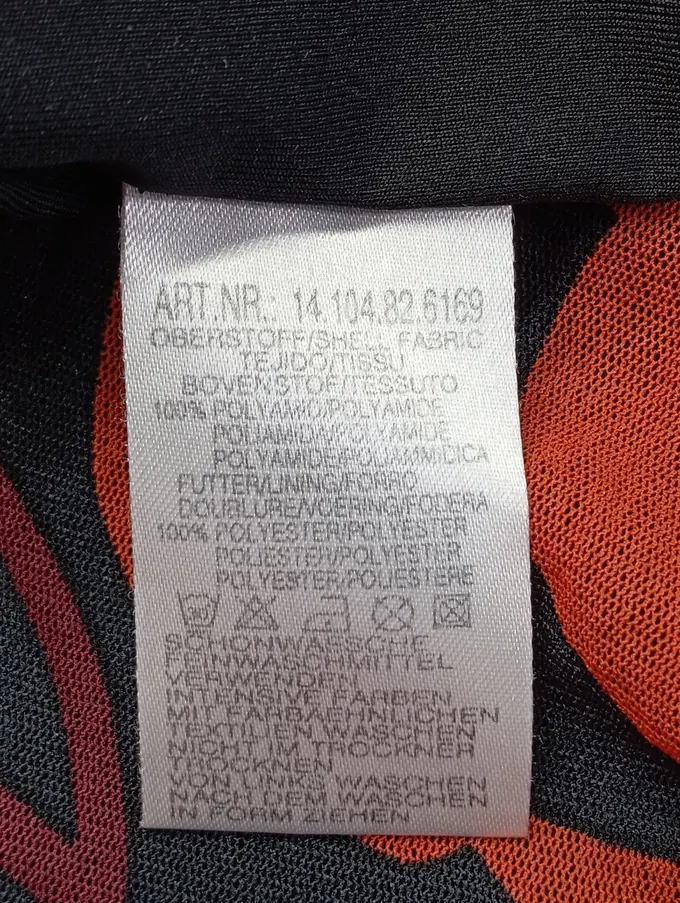 ART.NR.: 14.104.82.6169
OBERSTOFF/SHELL FABRIC
TEJIDO/TISSU
BOVENSTOF/TESSUTO
100% POLYAMID/POLYAMIDE
POLIAMIDA/POLYAMIDE
POLYAMIDE/POLIAMMIDICA
FUTTER/LINING/FORRO
DOUBLURE/VOERING/FODERA
100% POLYESTER/POLYESTER
POLIESTER/POLYESTER
POLYESTER/POLIESTERE
SCHONWAESCHE
FEINWASCHMITTEL
VERWENDEN
INTENSIVE FARBEN
MIT FARBAEHNLICHEN
TEXTILIEN WASCHEN
NICHT IM TROCKNER
TROCKNEN
VON LINKS WASCHEN
NACH DEM WASCHEN
IN FORM ZIEHEN